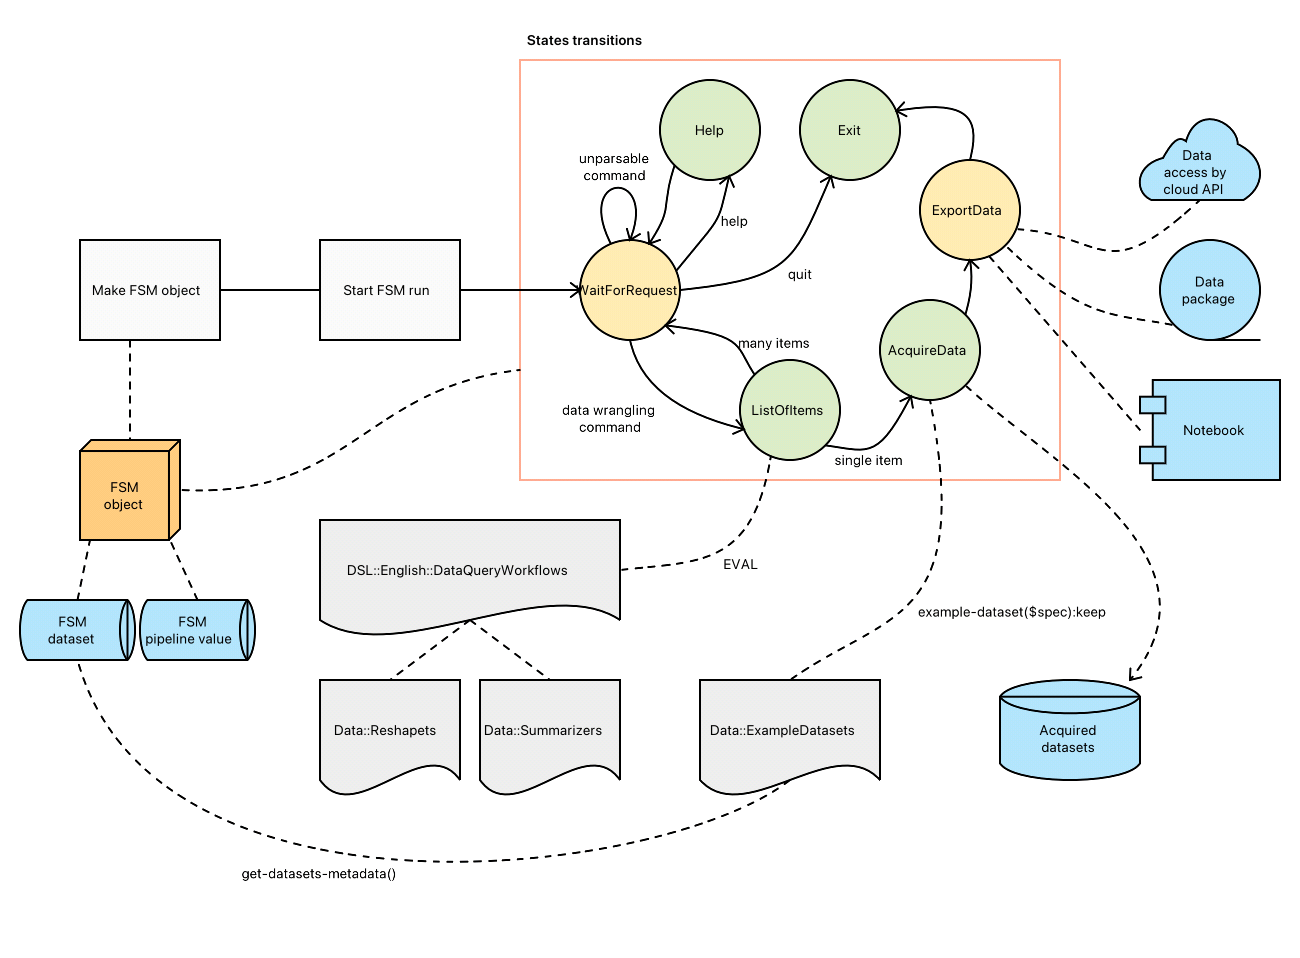 States transitions
Help
Exit
unparsable
command
Data
access by
cloud API
ExportData
help
quit
Make FSM object
Start FSM run
WaitForRequest
Data
package
many items
AcquireData
data wrangling
command
ListOfItems
Notebook
single item
FSM
object
DSL::English::DataQueryWorkflows
EVAL
example-dataset($spec):keep
FSM
dataset
FSM
pipeline value
Data::Reshapets
Data::Summarizers
Data::ExampleDatasets
Acquired
datasets
get-datasets-metadata()